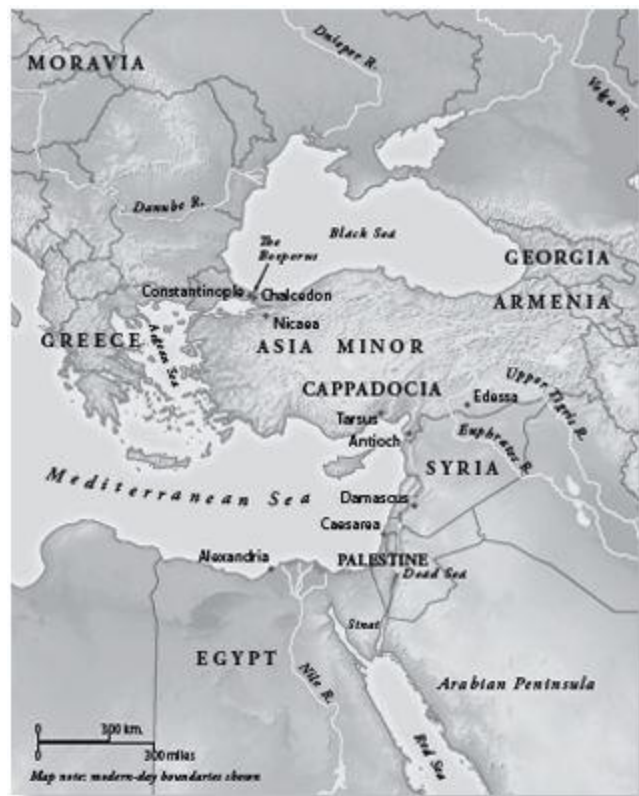 Dnieper R.
MORAVIA
Volga R.
Danube R.
Black Sea
The
Bosporus
GEORGIA
Constantinople
Chalcedon
ARMENIA
Nicaea
GREECE
Aegean Sea
ASIA MINOR
CAPPADOCIA
Upper Tigris R.
Edessa
Tarsus
Antioch
Euphrates R.
SYRIA
Mediterranean Sea
Damascus
Caesarea
Alexandria
PALESTINE
Dead Sea
Sinai
EGYPT
Nile R.
Arabian Peninsula
Red Sea
0 300 km.
0 300 miles
Map note: modern-day boundaries shown